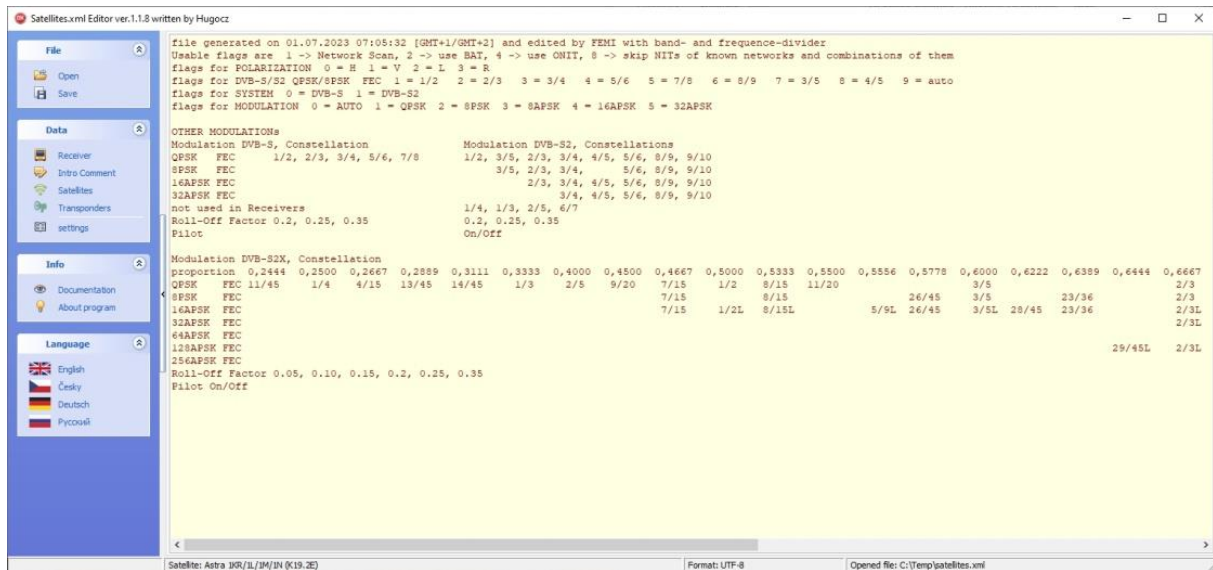 Satellites.xml Editor ver.1.1.8 written by Hugocz
File
Open
Save
Data
Receiver
Intro Comment
Satellites
Transponders
settings
Info
Documentation
About program
Language
English
Česky
Deutsch
Русский
file generated on 01.07.2023 07:05:32 [GMT+1/GMT+2] and edited by FEMI with band- and frequence-divider
Usable flags are 1 -> Network Scan, 2 -> use BAT, 4 -> use ONIT, 8 -> skip NITs of known networks and combinations of them
flags for POLARIZATION 0 = H 1 = V 2 = L 3 = R
flags for DVB-S/S2 QPSK/8PSK FEC 1 = 1/2 2 = 2/3 3 = 3/4 4 = 5/6 5 = 7/8 6 = 8/9 7 = 3/5 8 = 4/5 9 = auto
flags for SYSTEM 0 = DVB-S 1 = DVB-S2
flags for MODULATION 0 = AUTO 1 = QPSK 2 = 8PSK 3 = 8APSK 4 = 16APSK 5 = 32APSK
OTHER MODULATIONs
Modulation DVB-S, Constellation Modulation DVB-S2, Constellations
QPSK FEC 1/2, 2/3, 3/4, 5/6, 7/8 1/2, 3/5, 2/3, 3/4, 4/5, 5/6, 8/9, 9/10
8PSK FEC 3/5, 2/3, 3/4, 5/6, 8/9, 9/10
16APSK FEC 2/3, 3/4, 4/5, 5/6, 8/9, 9/10
32APSK FEC 3/4, 4/5, 5/6, 8/9, 9/10
not used in Receivers 1/4, 1/3, 2/5, 6/7
Roll-Off Factor 0.2, 0.25, 0.35 0.2, 0.25, 0.35
Pilot On/Off
Modulation DVB-S2X, Constellation
proportion 0,2444 0,2500 0,2667 0,2889 0,3111 0,3333 0,4000 0,4500 0,4667 0,5000 0,5333 0,5500 0,5556 0,5778 0,6000 0,6222 0,6389 0,6444 0,6667
QPSK FEC 11/45 1/4 4/15 13/45 14/45 1/3 2/5 9/20 7/15 1/2 8/15 11/20 3/5 2/3
8PSK FEC 7/15 8/15 26/45 3/5 23/36 2/3
16APSK FEC 7/15 1/2L 8/15L 5/9L 26/45 3/5L 28/45 23/36 2/3L
32APSK FEC 2/3L
64APSK FEC
128APSK FEC 29/45L 2/3L
256APSK FEC
Roll-Off Factor 0.05, 0.10, 0.15, 0.2, 0.25, 0.35
Pilot On/Off
Satellite: Astra 1KR/1L/1M/1N (K19.2E)
Format: UTF-8
Opened file: C:\Temp\satellites.xml